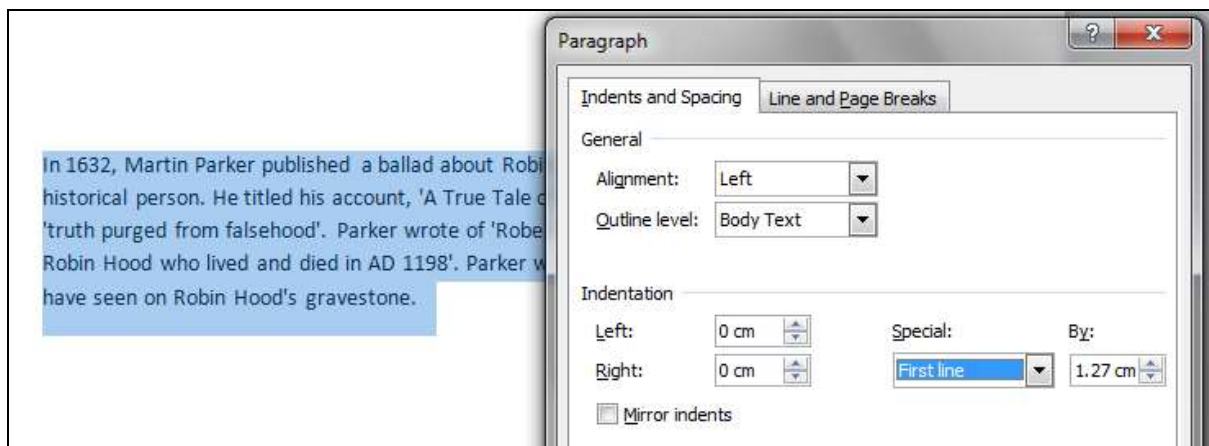 Paragraph
Indents and Spacing
Line and Page Breaks
General
Alignment: Left
Outline level: Body Text
Indentation
Left: 0 cm Special: By:
Right: 0 cm First line 1.27 cm
Mirror indents
In 1632, Martin Parker published a ballad about Robi
historical person. He titled his account, 'A True Tale
'truth purged from falsehood'. Parker wrote of 'Robe
Robin Hood who lived and died in AD 1198'. Parker
have seen on Robin Hood's gravestone.